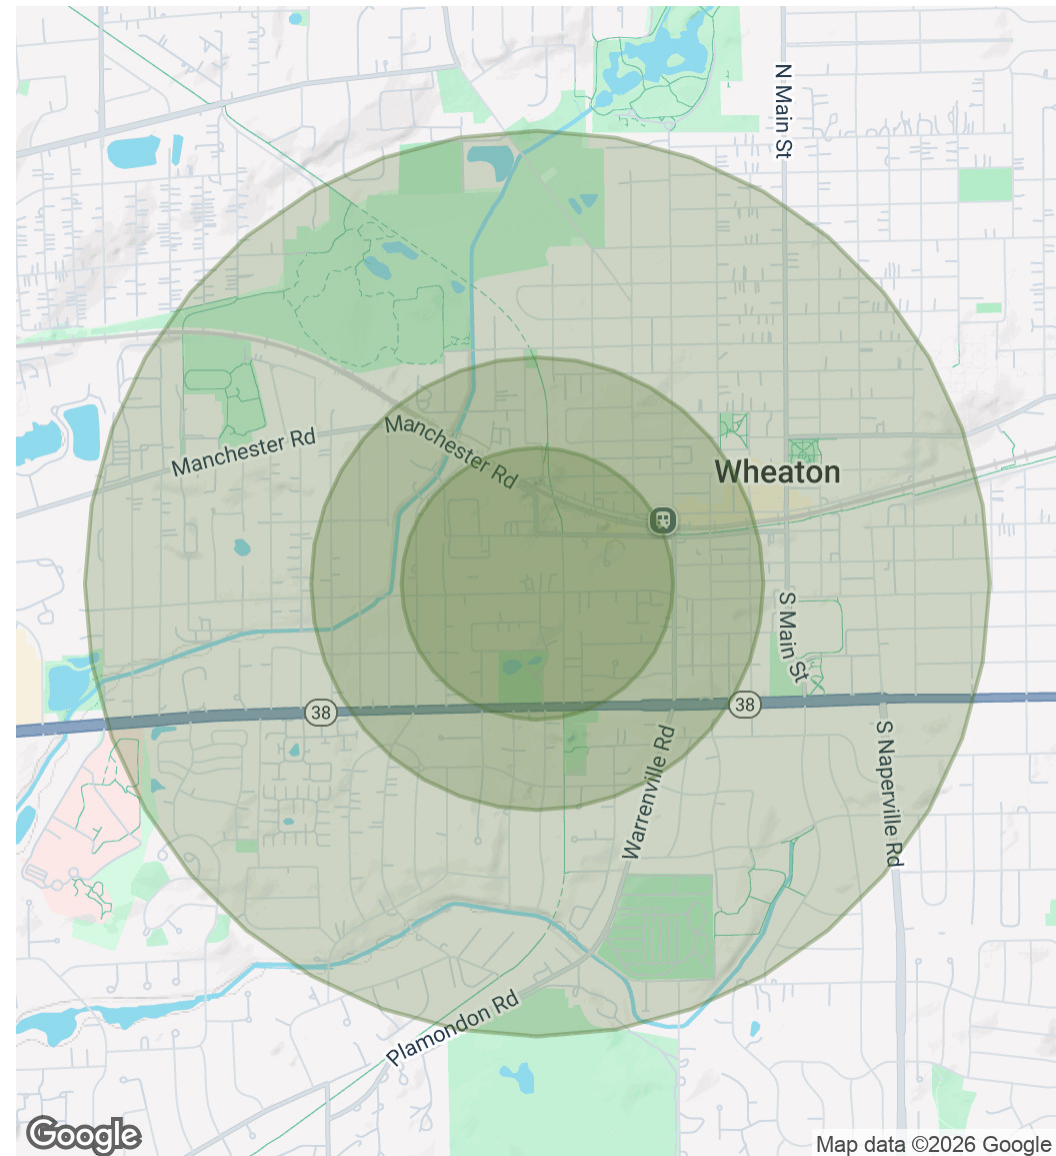 N Main St
Manchester Rd
Manchester Rd
Wheaton
S Main St
38
38
Warrenville Rd
S Naperville Rd
Plamondon Rd
Google
Map data ©2026 Google